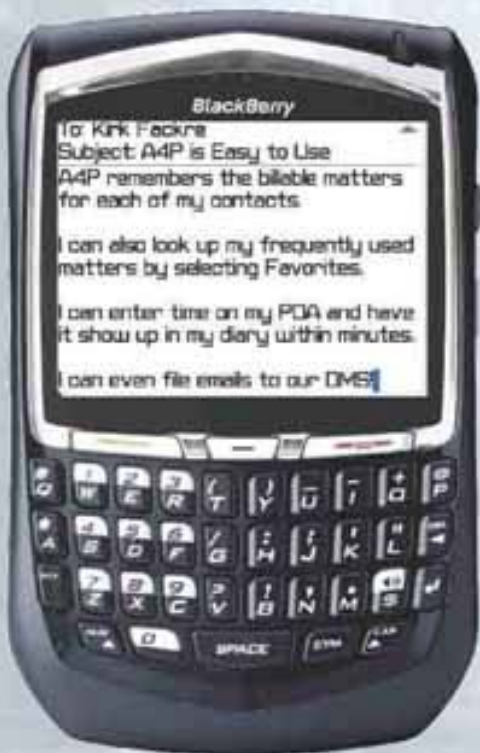 BlackBerry
To: Kirk Fackre
Subject: A4P is Easy to Use
A4P remembers the billable matters
for each of my contacts.
I can also look up my frequently used
matters by selecting Favorites.
I can enter time on my PDA and have
it show up in my diary within minutes.
I can even file emails to our DMS!
Q W E R T Y U I O P
A S D F G H J K L
Z X C V B N M $
0 SPACE SYM